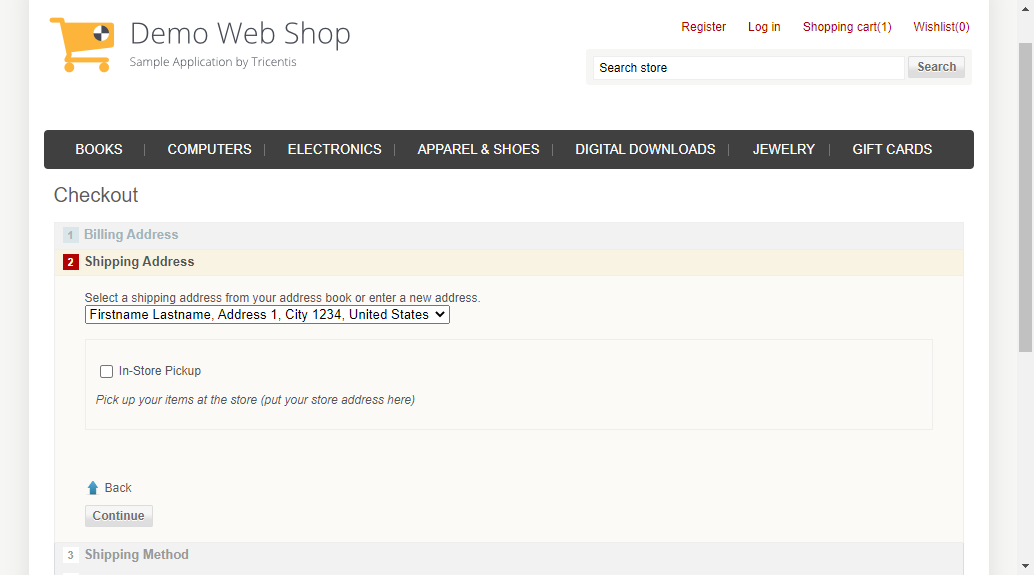 Demo Web Shop
Sample Application by Tricentis
Register Log in Shopping cart(1) Wishlist(0)
Search store Search
BOOKS COMPUTERS ELECTRONICS APPAREL & SHOES DIGITAL DOWNLOADS JEWELRY GIFT CARDS
Checkout
1 Billing Address
2 Shipping Address
Select a shipping address from your address book or enter a new address.
Firstname Lastname, Address 1, City 1234, United States
In-Store Pickup
Pick up your items at the store (put your store address here)
Back
Continue
3 Shipping Method